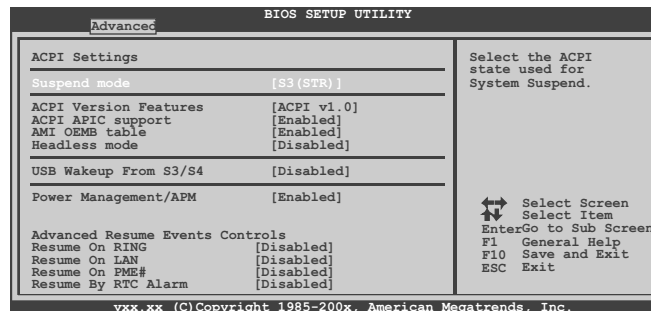 BIOS SETUP UTILITY
Advanced
ACPI Settings
Suspend mode [S3(STR)]
ACPI Version Features [ACPI v1.0]
ACPI APIC support [Enabled]
AMI OEMB table [Enabled]
Headless mode [Disabled]
USB Wakeup From S3/S4 [Disabled]
Power Management/APM [Enabled]
Advanced Resume Events Controls
Resume On RING [Disabled]
Resume On LAN [Disabled]
Resume On PME# [Disabled]
Resume By RTC Alarm [Disabled]
Select the ACPI
state used for
System Suspend.
Select Screen
Select Item
EnterGo to Sub Screen
F1 General Help
F10 Save and Exit
ESC Exit
vxx.xx (C)Copyright 1985-200x, American Megatrends, Inc.